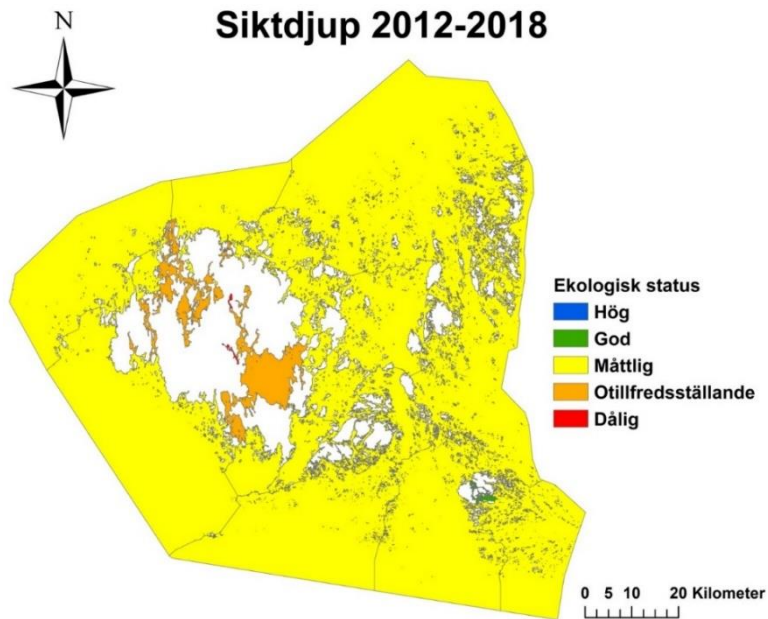 Siktdjup 2012-2018
N
Ekologisk status
Hög
God
Måttlig
Otillfredsställande
Dålig
0 5 10 20 Kilometer